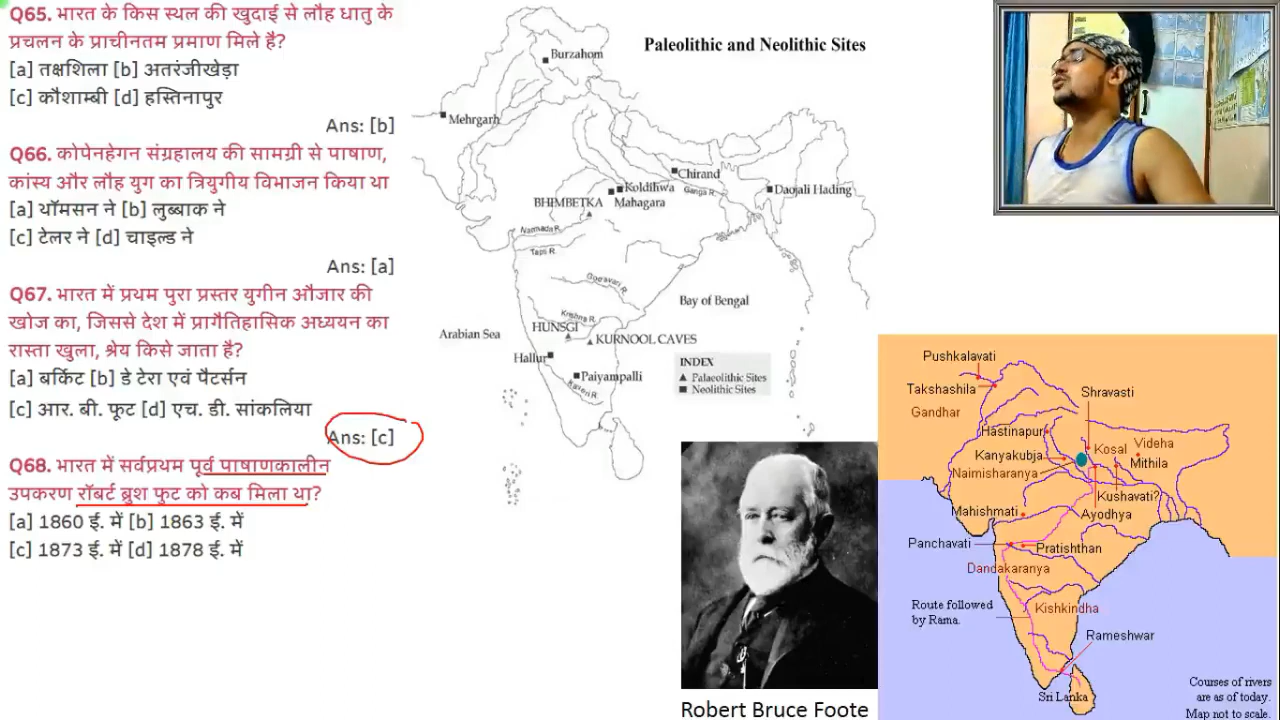 Q65. भारत के किस स्थल की खुदाई से लौह धातु के
प्रचलन के प्राचीनतम प्रमाण मिले है?
[a] तक्षशिला [b] अतरंजीखेड़ा
[c] कौशाम्बी [d] हस्तिनापुर
Ans: [b]
Q66. कोपेनहेगन संग्रहालय की सामग्री से पाषाण,
कांस्य और लौह युग का त्रियुगीय विभाजन किया था
[a] थॉमसन ने [b] लुब्बाक ने
[c] टेलर ने [d] चाइल्ड ने
Ans: [a]
Q67. भारत में प्रथम पुरा प्रस्तर युगीन औजार की
खोज का, जिससे देश में प्रागैतिहासिक अध्ययन का
रास्ता खुला, श्रेय किसे जाता है?
[a] बर्किट [b] डे टेरा एवं पैटर्सन
[c] आर. बी. फूट [d] एच. डी. सांकलिया
Ans: [c]
Q68. भारत में सर्वप्रथम पूर्व पाषाणकालीन
उपकरण रॉबर्ट ब्रुश फुट को कब मिला था?
[a] 1860 ई. में [b] 1863 ई. में
[c] 1873 ई. में [d] 1878 ई. में
Paleolithic and Neolithic Sites
Burzahom
Mehrgarh
Chirand
Koldihwa
Ganga R.
Daojali Hading
BHIMBETKA
Mahagara
Narmada R.
Tapti R.
Godavari R.
Bay of Bengal
Krishna R.
HUNSGI
Arabian Sea
KURNOOL CAVES
Hallur
INDEX
Palaeolithic Sites
Neolithic Sites
Paiyampalli
Kaveri R.
Robert Bruce Foote
Pushkalavati
Takshashila
Shravasti
Gandhar
Hastinapur
Kosal
Videha
Kanyakubja
Mithila
Naimisharanya
Kushavati?
Mahishmati
Ayodhya
Panchavati
Pratishthan
Dandakaranya
Route followed
by Rama.
Kishkindha
Rameshwar
Sri Lanka
Courses of rivers
are as of today.
Map not to scale.